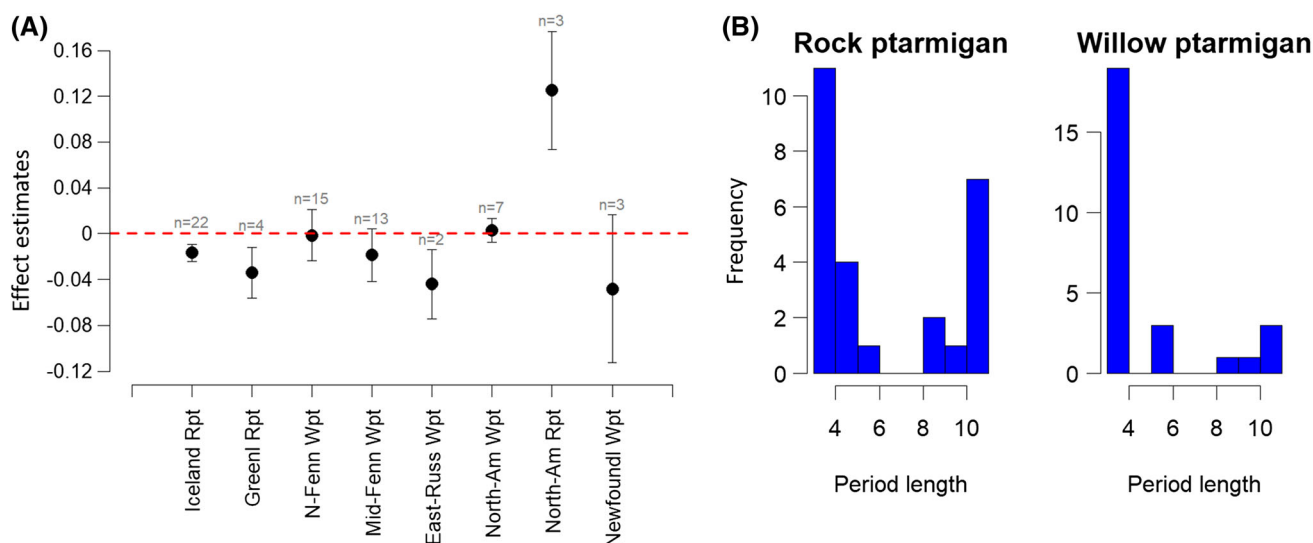 (A)
Effect estimates
0.16
0.12
0.08
0.04
0
-0.04
-0.08
-0.12
n=22
n=4
n=15
n=13
n=2
n=7
n=3
n=3
Iceland Rpt
Greenl Rpt
N-Fenn Wpt
Mid-Fenn Wpt
East-Russ Wpt
North-Am Wpt
North-Am Rpt
Newfoundl Wpt
(B)
Rock ptarmigan
Frequency
10
8
6
4
2
0
4 6 8 10
Period length
Willow ptarmigan
15
10
5
0
4 6 8 10
Period length